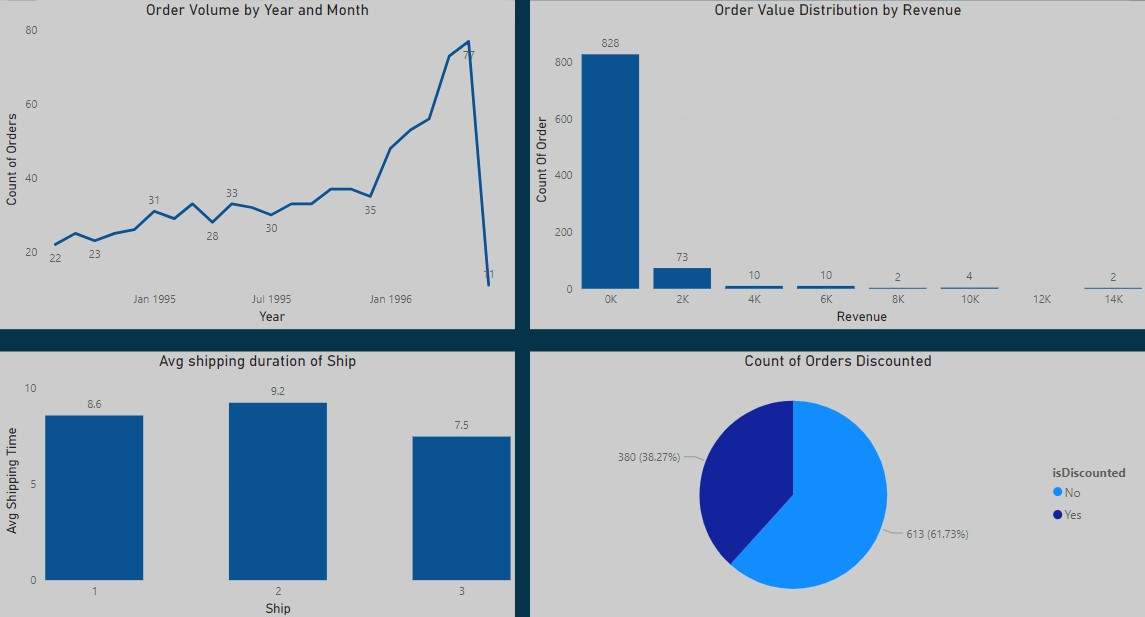 Order Volume by Year and Month
80
60
40
20
Count of Orders
22
23
31
28
33
30
35
77
11
Jan 1995
Jul 1995
Jan 1996
Year
Order Value Distribution by Revenue
800
600
400
200
0
Count Of Order
828
73
10
10
2
4
2
0K
2K
4K
6K
8K
10K
12K
14K
Revenue
Avg shipping duration of Ship
10
5
0
Avg Shipping Time
8.6
9.2
7.5
1
2
3
Ship
Count of Orders Discounted
380 (38.27%)
613 (61.73%)
isDiscounted
No
Yes